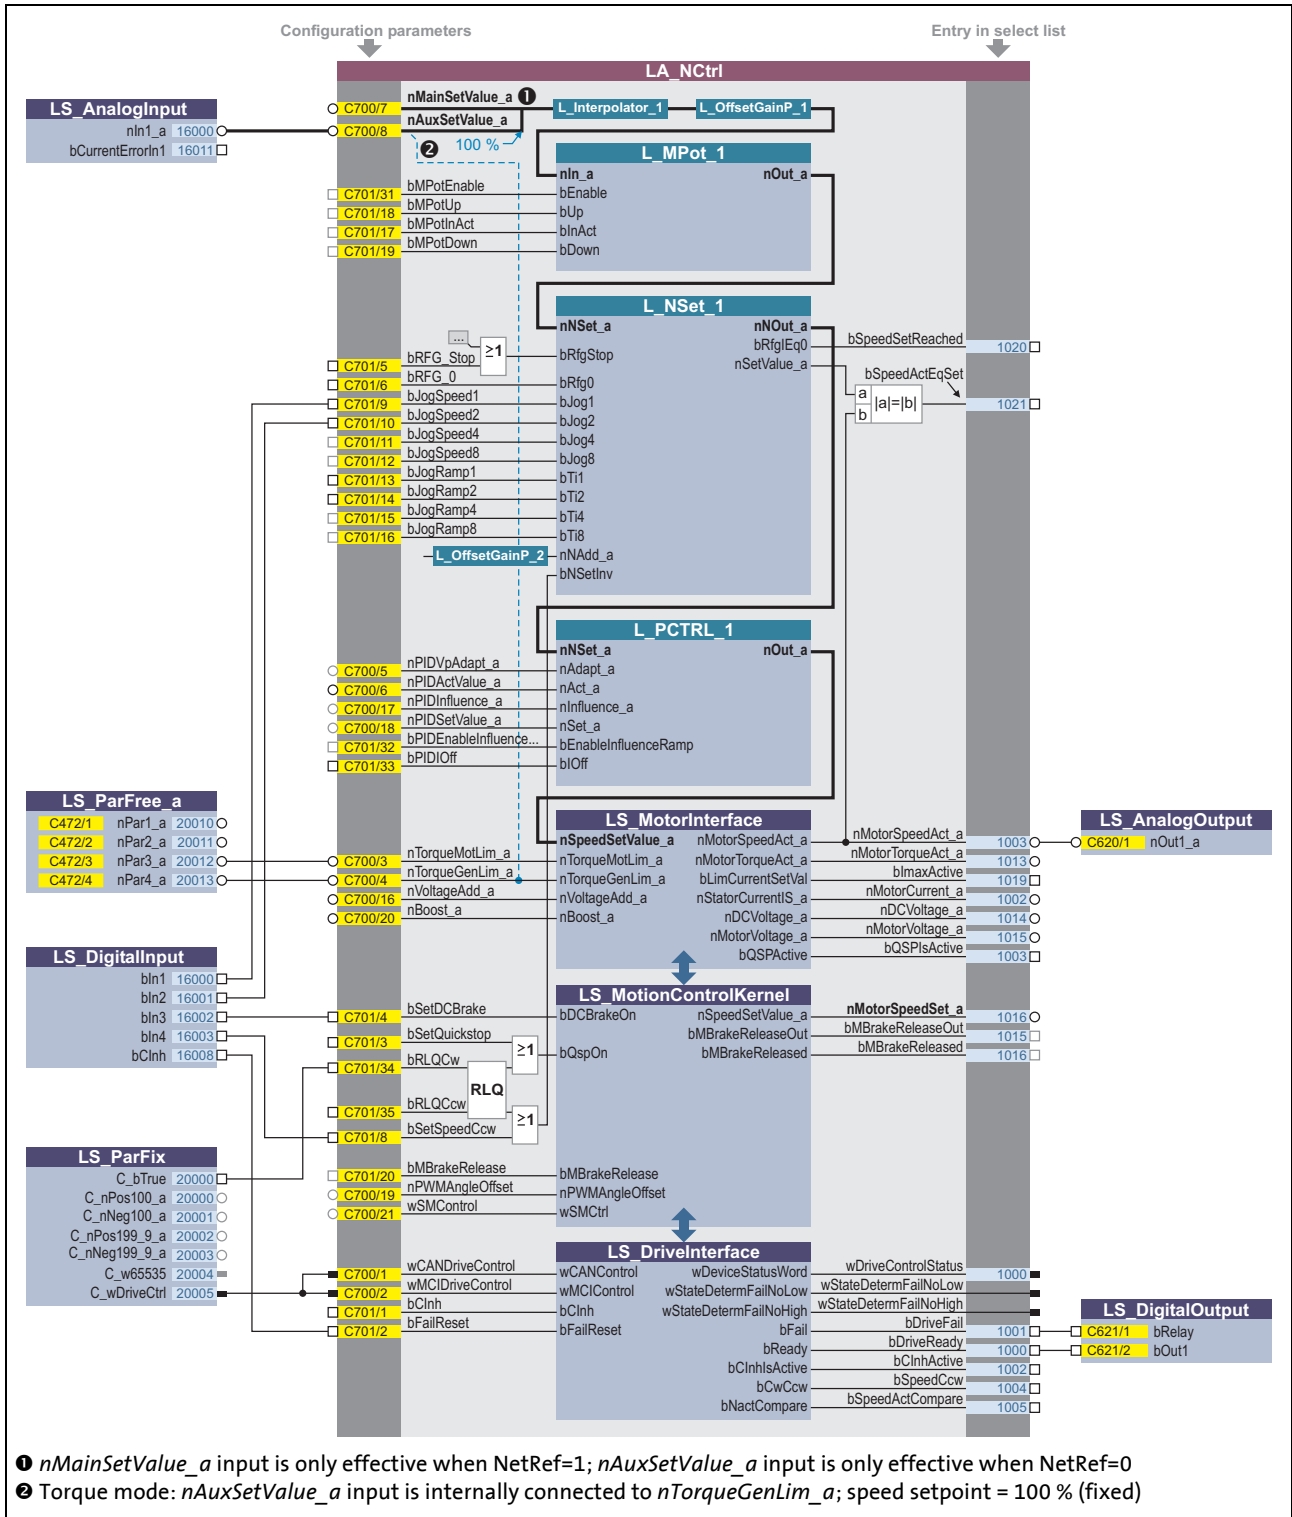 Configuration parameters
Entry in select list
LA_NCtrl
LS_AnalogInput
nIn1_a 16000
bCurrentErrorIn1 16011
C700/7 nMainSetValue_a ❶
C700/8 nAuxSetValue_a
❷ 100 %
L_Interpolator_1
L_OffsetGainP_1
L_MPot_1
nIn_a nOut_a
C701/31 bMPotEnable bEnable
C701/18 bMPotUp bUp
C701/17 bMPotInAct bInAct
C701/19 bMPotDown bDown
L_NSet_1
nNSet_a nNOut_a
bRfgIEq0 bSpeedSetReached 1020
...
≥1
C701/5 bRFG_Stop bRfgStop
nSetValue_a
bSpeedActEqSet
a
b
|a|=|b|
1021
C701/6 bRFG_0 bRfg0
C701/9 bJogSpeed1 bJog1
C701/10 bJogSpeed2 bJog2
C701/11 bJogSpeed4 bJog4
C701/12 bJogSpeed8 bJog8
C701/13 bJogRamp1 bTi1
C701/14 bJogRamp2 bTi2
C701/15 bJogRamp4 bTi4
C701/16 bJogRamp8 bTi8
L_OffsetGainP_2 nNAdd_a
bNSetInv
L_PCTRL_1
nNSet_a nOut_a
C700/5 nPIDVpAdapt_a nAdapt_a
C700/6 nPIDActValue_a nAct_a
C700/17 nPIDInfluence_a nInfluence_a
C700/18 nPIDSetValue_a nSet_a
C701/32 bPIDEnableInfluence... bEnableInfluenceRamp
C701/33 bPIDIOff bIOff
LS_ParFree_a
C472/1 nPar1_a 20010
C472/2 nPar2_a 20011
C472/3 nPar3_a 20012
C472/4 nPar4_a 20013
LS_MotorInterface
nSpeedSetValue_a nMotorSpeedAct_a nMotorSpeedAct_a 1003
C700/3 nTorqueMotLim_a nTorqueMotLim_a nMotorTorqueAct_a nMotorTorqueAct_a 1013
C700/4 nTorqueGenLim_a nTorqueGenLim_a bLimCurrentSetVal bImaxActive 1019
C700/16 nVoltageAdd_a nVoltageAdd_a nStatorCurrentIS_a nMotorCurrent_a 1002
C700/20 nBoost_a nBoost_a nDCVoltage_a nDCVoltage_a 1014
nMotorVoltage_a nMotorVoltage_a 1015
bQSPActive bQSPIsActive 1003
LS_AnalogOutput
C620/1 nOut1_a
LS_DigitalInput
bIn1 16000
bIn2 16001
bIn3 16002
bIn4 16003
bCInh 16008
LS_MotionControlKernel
C701/4 bSetDCBrake bDCBrakeOn nSpeedSetValue_a nMotorSpeedSet_a 1016
C701/3 bSetQuickstop bMBrakeReleaseOut bMBrakeReleaseOut 1015
≥1
bQspOn bMBrakeReleased bMBrakeReleased 1016
C701/34 bRLQCw
RLQ
C701/35 bRLQCcw
≥1
C701/8 bSetSpeedCcw
C701/20 bMBrakeRelease bMBrakeRelease
C700/19 nPWMAngleOffset nPWMAngleOffset
C700/21 wSMControl wSMCtrl
LS_ParFix
C_bTrue 20000
C_nPos100_a 20000
C_nNeg100_a 20001
C_nPos199_9_a 20002
C_nNeg199_9_a 20003
C_w65535 20004
C_wDriveCtrl 20005
LS_DriveInterface
C700/1 wCANDriveControl wCANControl wDeviceStatusWord wDriveControlStatus 1000
C700/2 wMCIDriveControl wMCIControl wStateDetermFailNoLow wStateDetermFailNoLow
C701/1 bCInh bCInh wStateDetermFailNoHigh wStateDetermFailNoHigh
C701/2 bFailReset bFailReset bFail bDriveFail 1001
bReady bDriveReady 1000
bCInhIsActive bCInhActive 1002
bCwCcw bSpeedCcw 1004
bNactCompare bSpeedActCompare 1005
LS_DigitalOutput
C621/1 bRelay
C621/2 bOut1
❶ nMainSetValue_a input is only effective when NetRef=1; nAuxSetValue_a input is only effective when NetRef=0
❷ Torque mode: nAuxSetValue_a input is internally connected to nTorqueGenLim_a; speed setpoint = 100 % (fixed)